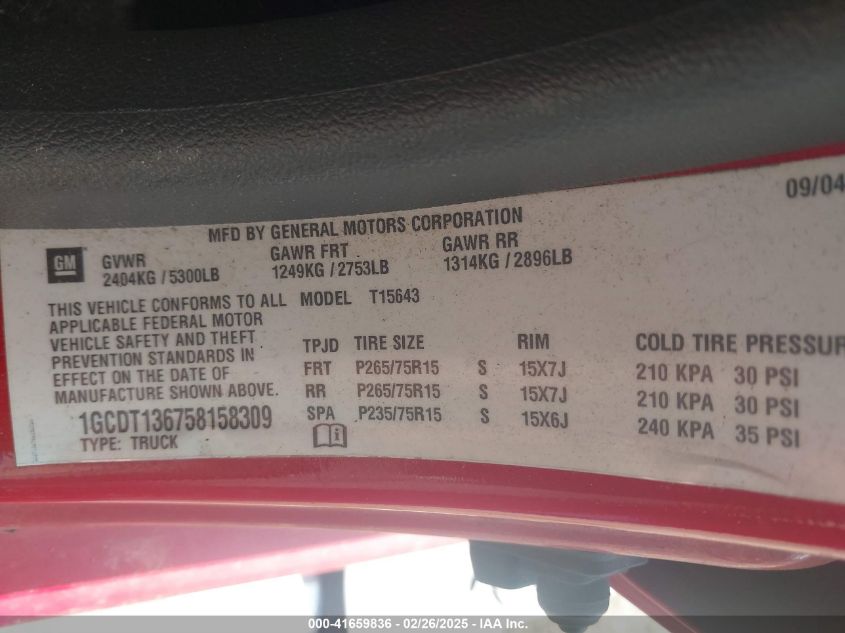 09/04
MFD BY GENERAL MOTORS CORPORATION
GM
GVWR GAWR FRT GAWR RR
2404KG / 5300LB 1249KG / 2753LB 1314KG / 2896LB
THIS VEHICLE CONFORMS TO ALL
APPLICABLE FEDERAL MOTOR
VEHICLE SAFETY AND THEFT
PREVENTION STANDARDS IN
EFFECT ON THE DATE OF
MANUFACTURE SHOWN ABOVE.
1GCDT136758158309
TYPE: TRUCK
MODEL T15643
TPJD TIRE SIZE RIM COLD TIRE PRESSUR
FRT P265/75R15 S 15X7J 210 KPA 30 PSI
RR P265/75R15 S 15X7J 210 KPA 30 PSI
SPA P235/75R15 S 15X6J 240 KPA 35 PSI
000-41659836 - 02/26/2025 - IAA Inc.